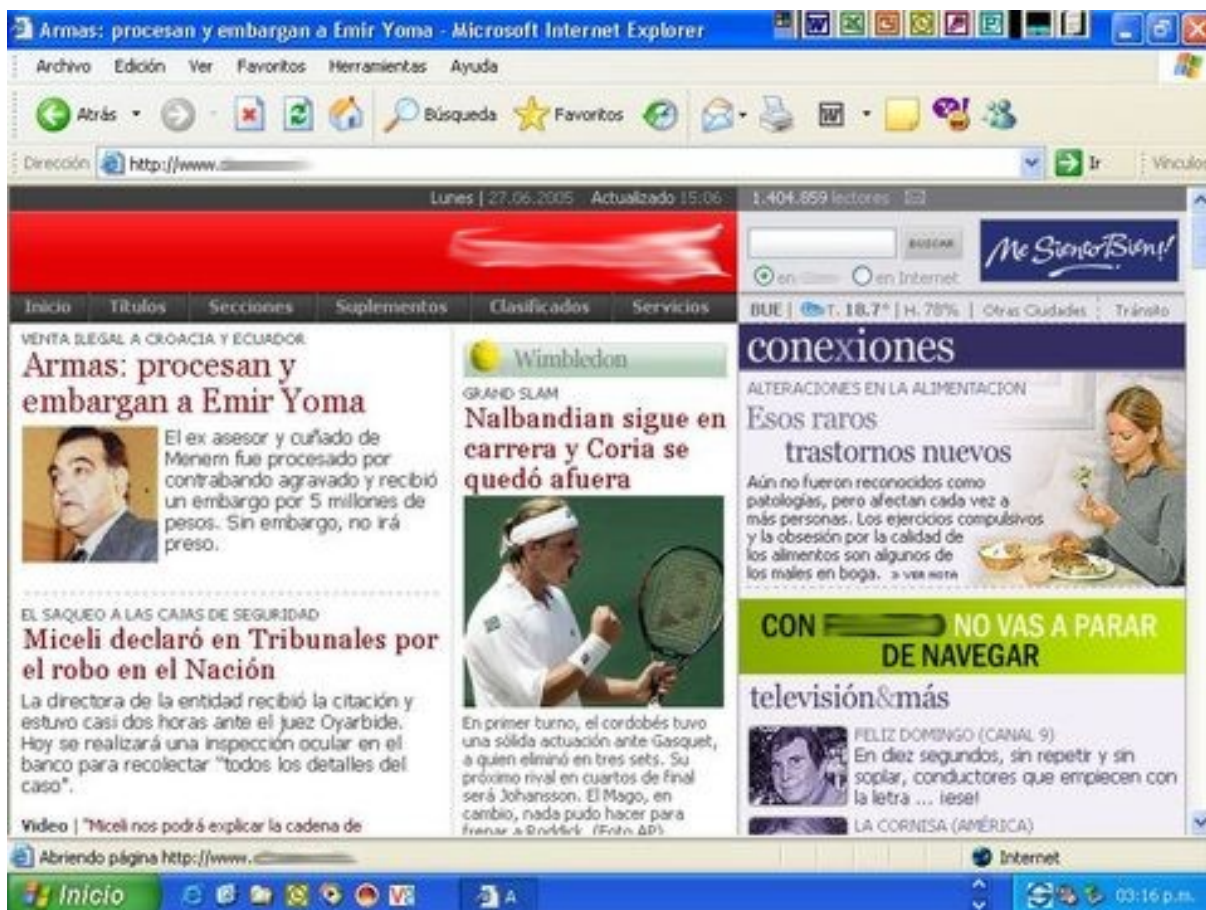 Armas: procesan y embargan a Emir Yoma - Microsoft Internet Explorer
Archivo Edición Ver Favoritos Herramientas Ayuda
Atrás Búsqueda Favoritos
Dirección http://www. Ir Vínculos
Lunes | 27.06.2005 Actualizado 15:06 1.404.859 lectores
BUSCAR
en en Internet
Me Siento Bien!
Inicio Títulos Secciones Suplementos Clasificados Servicios
BUE | T. 18.7° | H. 78% | Otras Ciudades Tránsito
VENTA ILEGAL A CROACIA Y ECUADOR
Armas: procesan y
embargan a Emir Yoma
El ex asesor y cuñado de
Menem fue procesado por
contrabando agravado y recibió
un embargo por 5 millones de
pesos. Sin embargo, no irá
preso.
EL SAQUEO A LAS CAJAS DE SEGURIDAD
Miceli declaró en Tribunales por
el robo en el Nación
La directora de la entidad recibió la citación y
estuvo casi dos horas ante el juez Oyarbide.
Hoy se realizará una inspección ocular en el
banco para recolectar "todos los detalles del
caso".
Video | "Miceli nos podrá explicar la cadena de
Wimbledon
GRAND SLAM
Nalbandian sigue en
carrera y Coria se
quedó afuera
En primer turno, el cordobés tuvo
una sólida actuación ante Gasquet,
a quien eliminó en tres sets. Su
próximo rival en cuartos de final
será Johansson. El Mago, en
cambio, nada pudo hacer para
frenar a Roddick. (Foto AP)
conexiones
ALTERACIONES EN LA ALIMENTACION
Esos raros
trastornos nuevos
Aún no fueron reconocidos como
patologías, pero afectan cada vez a
más personas. Los ejercicios compulsivos
y la obsesión por la calidad de
los alimentos son algunos de
los males en boga. » VER NOTA
CON NO VAS A PARAR
DE NAVEGAR
televisión&más
FELIZ DOMINGO (CANAL 9)
En diez segundos, sin repetir y sin
soplar, conductores que empiecen con
la letra ... ¡ese!
LA CORNISA (AMÉRICA)
Abriendo página http://www. Internet
Inicio A 03:16 p.m.